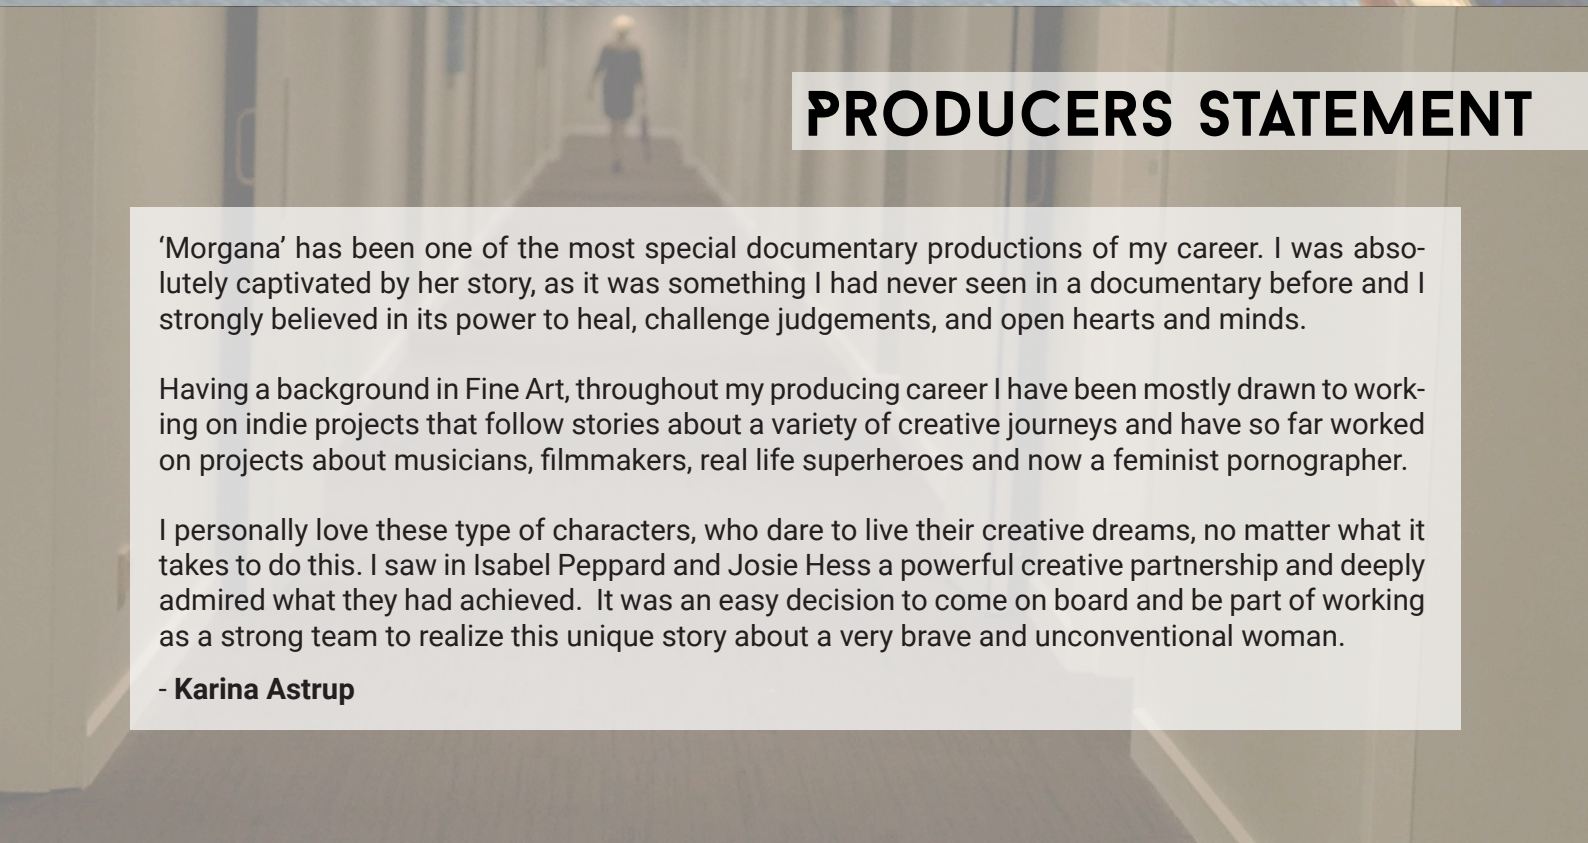 PRODUCERS STATEMENT
‘Morgana’ has been one of the most special documentary productions of my career. I was abso-
lutely captivated by her story, as it was something I had never seen in a documentary before and I
strongly believed in its power to heal, challenge judgements, and open hearts and minds.
Having a background in Fine Art, throughout my producing career I have been mostly drawn to work-
ing on indie projects that follow stories about a variety of creative journeys and have so far worked
on projects about musicians, filmmakers, real life superheroes and now a feminist pornographer.
I personally love these type of characters, who dare to live their creative dreams, no matter what it
takes to do this. I saw in Isabel Peppard and Josie Hess a powerful creative partnership and deeply
admired what they had achieved.  It was an easy decision to come on board and be part of working
as a strong team to realize this unique story about a very brave and unconventional woman.
- Karina Astrup